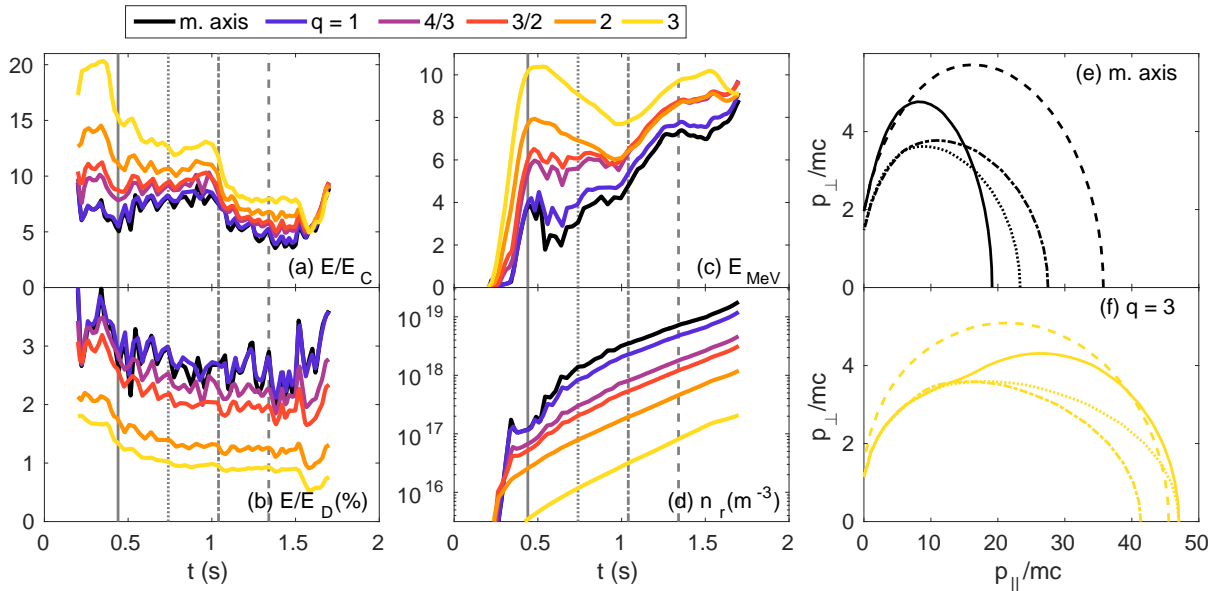 m. axis q = 1 4/3 3/2 2 3
20
15
10
5
0
(a) E/E_C
10
8
6
4
2
0
(c) E_MeV
p_⊥/mc
4
2
0
(e) m. axis
3
2
1
0
(b) E/E_D(%)
0 0.5 1 1.5 2
t (s)
10^19
10^18
10^17
10^16
(d) n_r(m^-3)
0 0.5 1 1.5 2
t (s)
p_⊥/mc
4
2
0
(f) q = 3
0 10 20 30 40 50
p_||/mc